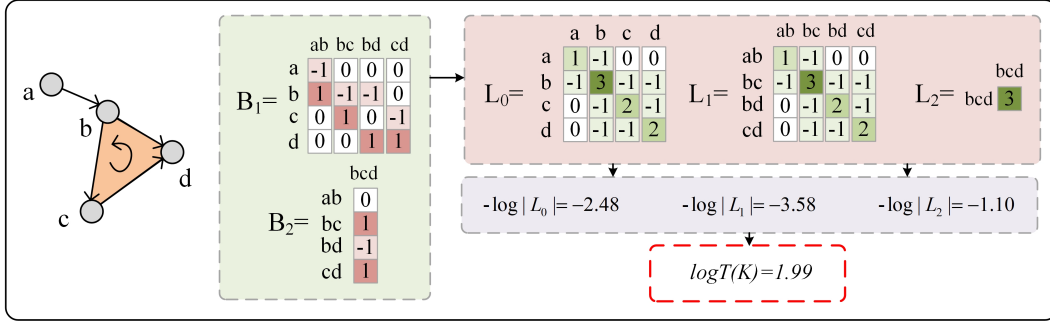 a
b
c
d
ab bc bd cd
a -1 0 0 0
B1= b 1 -1 -1 0
c 0 1 0 -1
d 0 0 1 1
bcd
ab 0
B2= bc 1
bd -1
cd 1
a b c d
a 1 -1 0 0
L0= b -1 3 -1 -1
c 0 -1 2 -1
d 0 -1 -1 2
ab bc bd cd
ab 1 -1 0 0
L1= bc -1 3 -1 -1
bd 0 -1 2 -1
cd 0 -1 -1 2
bcd
L2= bcd 3
-log|L0|=−2.48
-log|L1|=−3.58
-log|L2|=−1.10
logT(K)=1.99